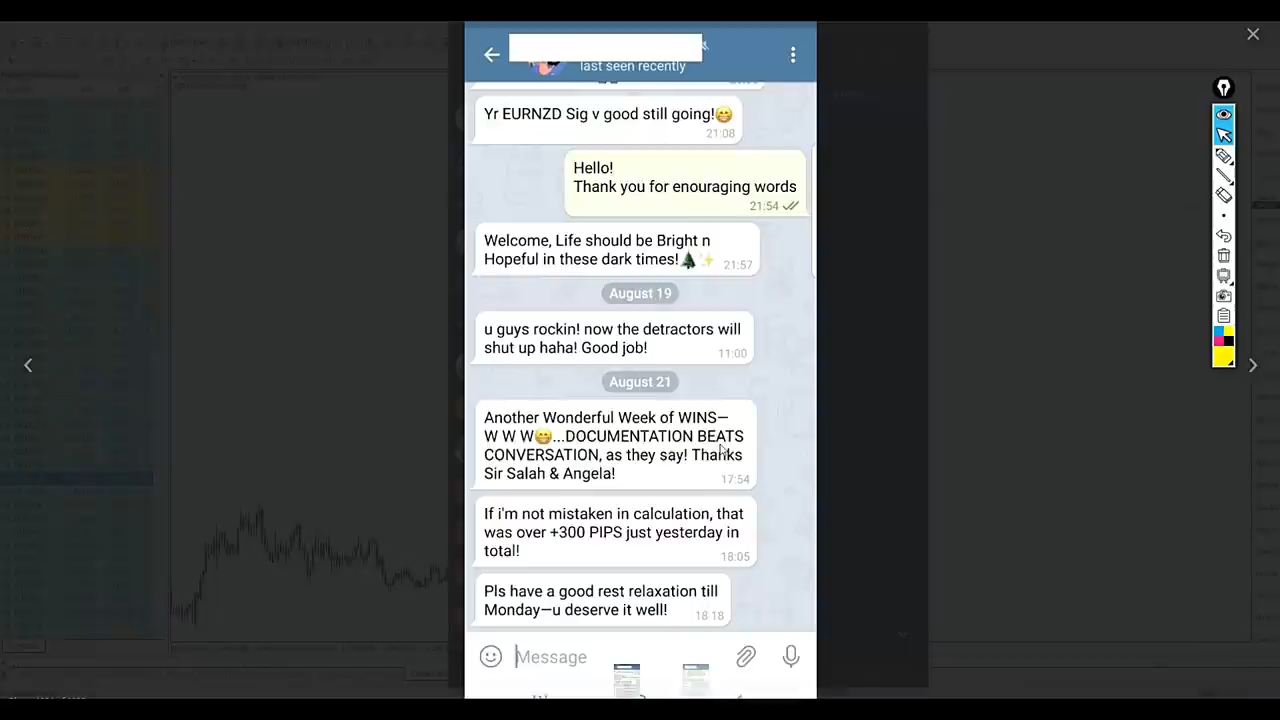 last seen recently
Yr EURNZD Sig v good still going!😁
21:08
Hello!
Thank you for enouraging words
21:54
Welcome, Life should be Bright n
Hopeful in these dark times!🌲✨
21:57
August 19
u guys rockin! now the detractors will
shut up haha! Good job!
11:00
August 21
Another Wonderful Week of WINS—
W W W😁...DOCUMENTATION BEATS
CONVERSATION, as they say! Thanks
Sir Salah & Angela!
17:54
If i'm not mistaken in calculation, that
was over +300 PIPS just yesterday in
total!
18:05
Pls have a good rest relaxation till
Monday—u deserve it well!
18:18
Message